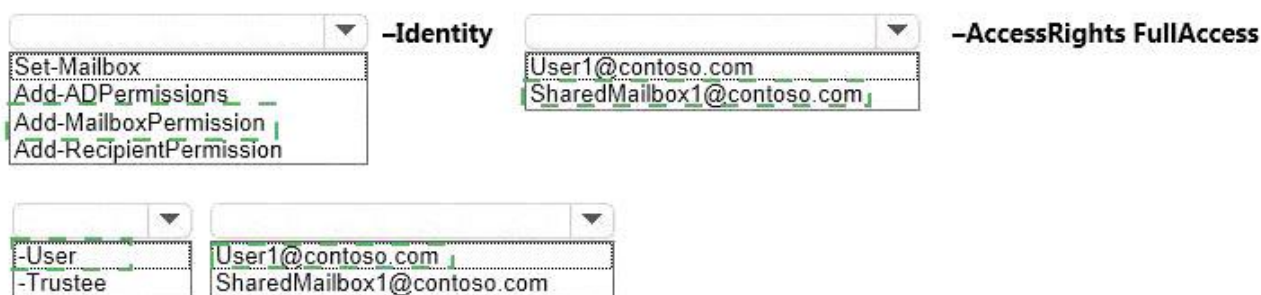 –Identity –AccessRights FullAccess
Set-Mailbox User1@contoso.com
Add-ADPermissions SharedMailbox1@contoso.com
Add-MailboxPermission
Add-RecipientPermission
-User User1@contoso.com
-Trustee SharedMailbox1@contoso.com